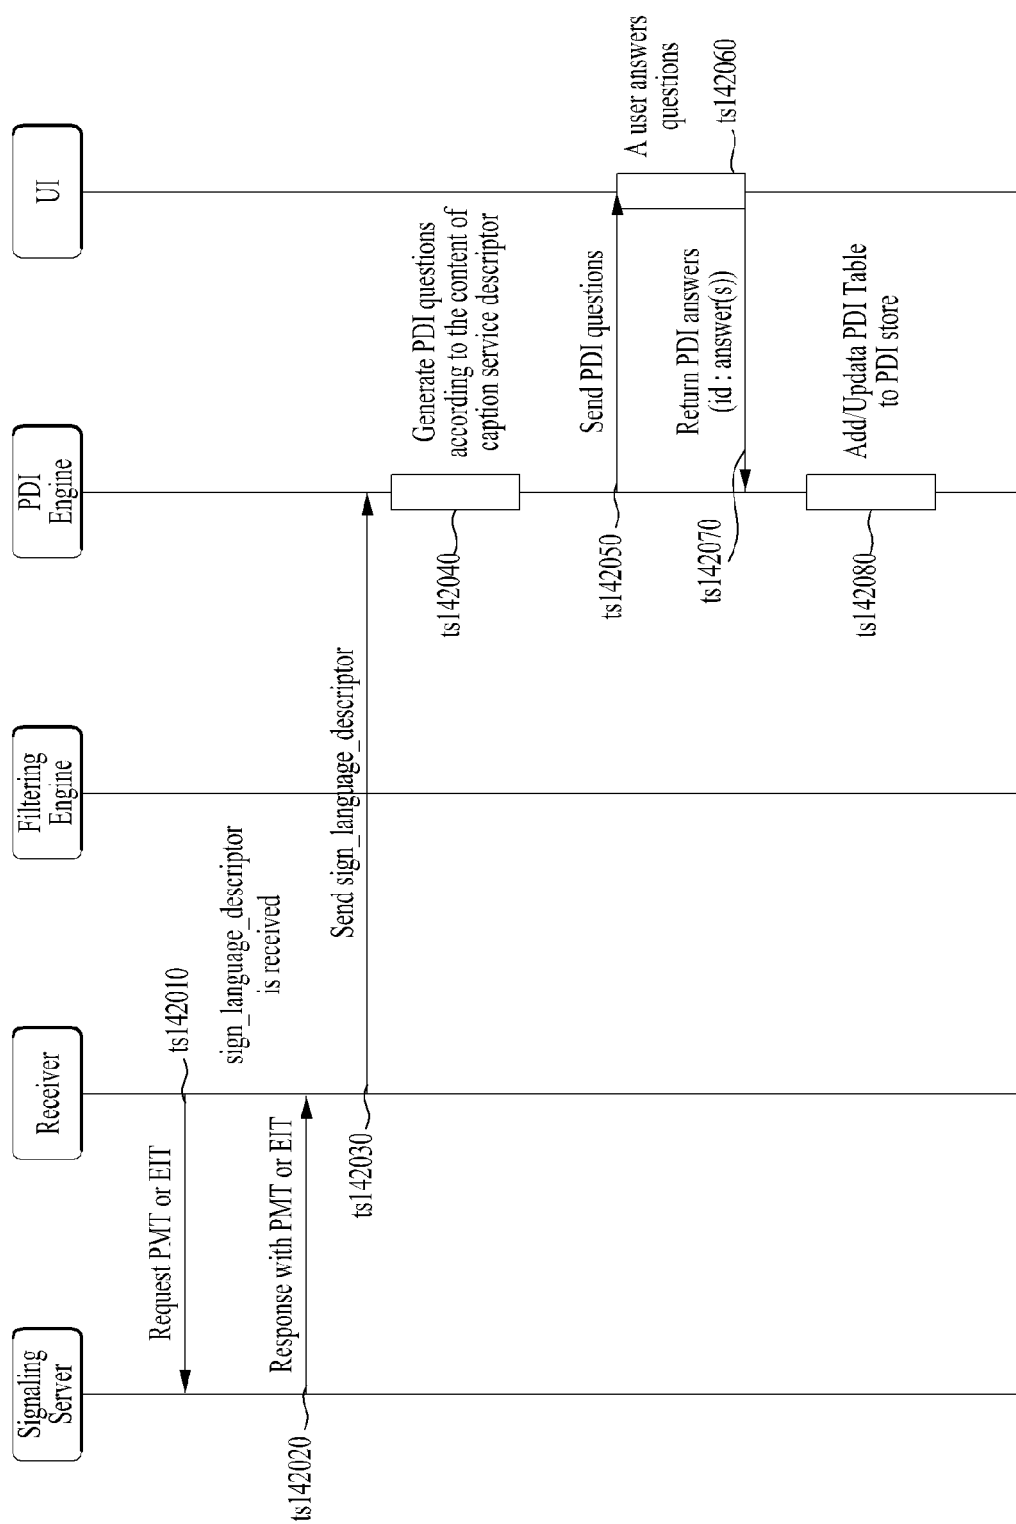 Signaling
Server
Receiver
Filtering
Engine
PDI
Engine
UI
Request PMT or EIT
ts142010
sign_language_descriptor
is received
ts142020
Response with PMT or EIT
ts142030
Send sign_language_descriptor
ts142040
Generate PDI questions
according to the content of
caption service descriptor
ts142050
Send PDI questions
A user answers
questions
ts142060
ts142070
Return PDI answers
(id : answer(s))
ts142080
Add/Updata PDI Table
to PDI store